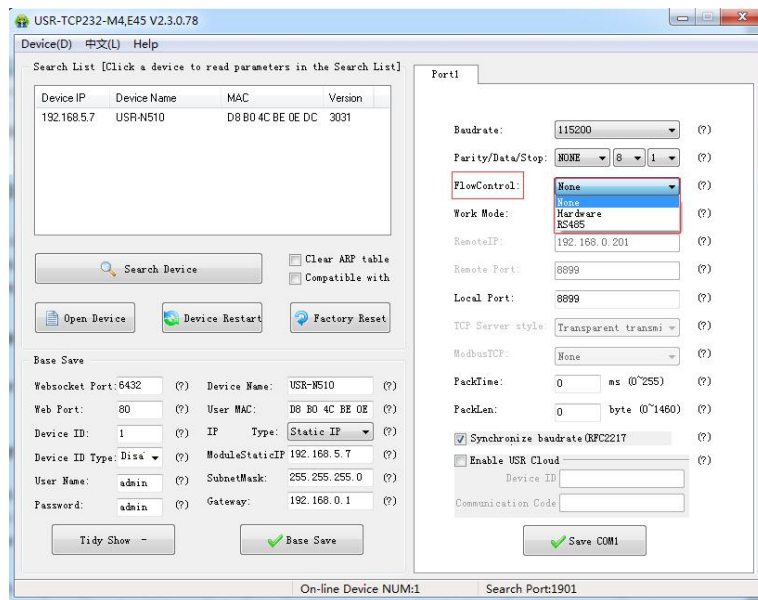 USR-TCP232-M4,E45 V2.3.0.78
Device(D) 中文(L) Help
Search List [Click a device to read parameters in the Search List]
Device IP Device Name MAC Version
192.168.5.7 USR-N510 D8 B0 4C BE 0E DC 3031
Search Device
Clear ARP table
Compatible with
Open Device
Device Restart
Factory Reset
Base Save
Websocket Port: 6432 (?) Device Name: USR-N510 (?)
Web Port: 80 (?) User MAC: D8 B0 4C BE 0E (?)
Device ID: 1 (?) IP Type: Static IP (?)
Device ID Type: Disa (?) ModuleStaticIP 192.168.5.7 (?)
User Name: admin (?) SubnetMask: 255.255.255.0 (?)
Password: admin (?) Gateway: 192.168.0.1 (?)
Tidy Show -
Base Save
Port1
Baudrate: 115200 (?)
Parity/Data/Stop: NONE 8 1 (?)
FlowControl: None (?)
None
Hardware
RS485
Work Mode: (?)
RemoteIP: 192.168.0.201 (?)
Remote Port: 8899 (?)
Local Port: 8899 (?)
TCP Server style: Transparent transmi (?)
ModbusTCP: None (?)
PackTime: 0 ms (0~255) (?)
PackLen: 0 byte (0~1460) (?)
Synchronize baudrate(RFC2217 (?)
Enable USR Cloud (?)
Device ID
Communication Code
Save COM1
On-line Device NUM:1 Search Port:1901